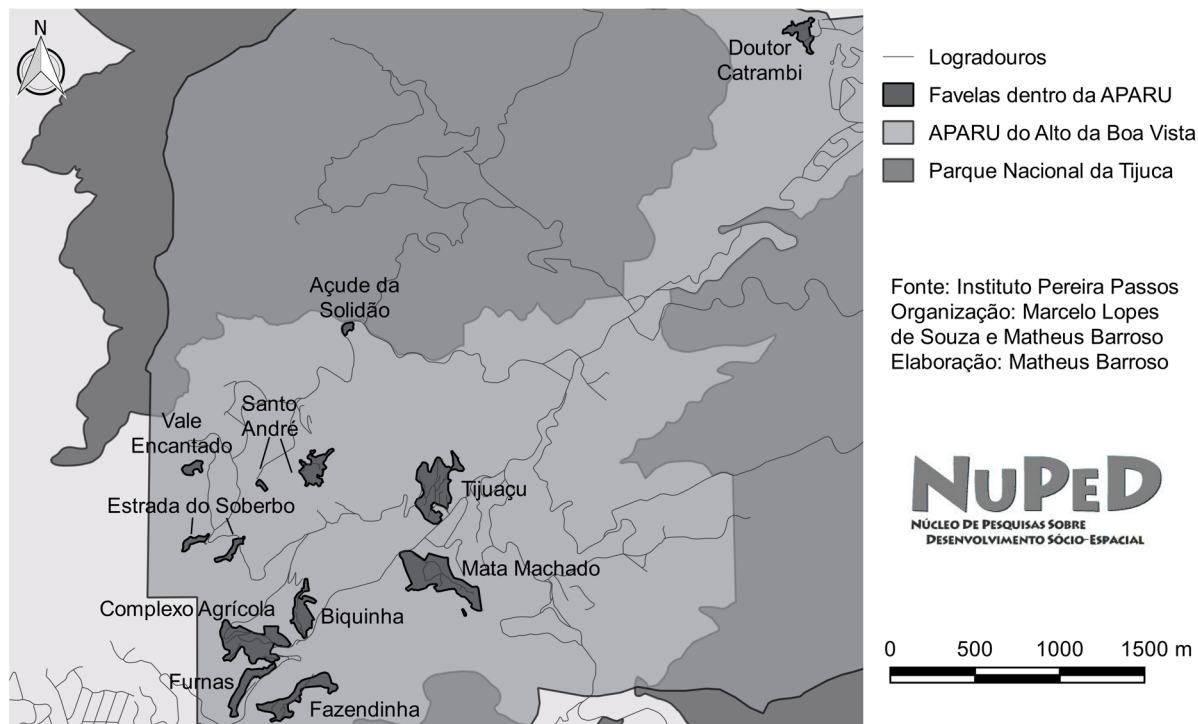 N
Doutor
Catrambi
Açude da
Solidão
Santo
André
Vale
Encantado
Estrada do Soberbo
Tijuaçu
Mata Machado
Complexo Agrícola
Biquinha
Furnas
Fazendinha
Logradouros
Favelas dentro da APARU
APARU do Alto da Boa Vista
Parque Nacional da Tijuca
Fonte: Instituto Pereira Passos
Organização: Marcelo Lopes
de Souza e Matheus Barroso
Elaboração: Matheus Barroso
NUPED
NÚCLEO DE PESQUISAS SOBRE
DESENVOLVIMENTO SÓCIO-ESPACIAL
0 500 1000 1500 m